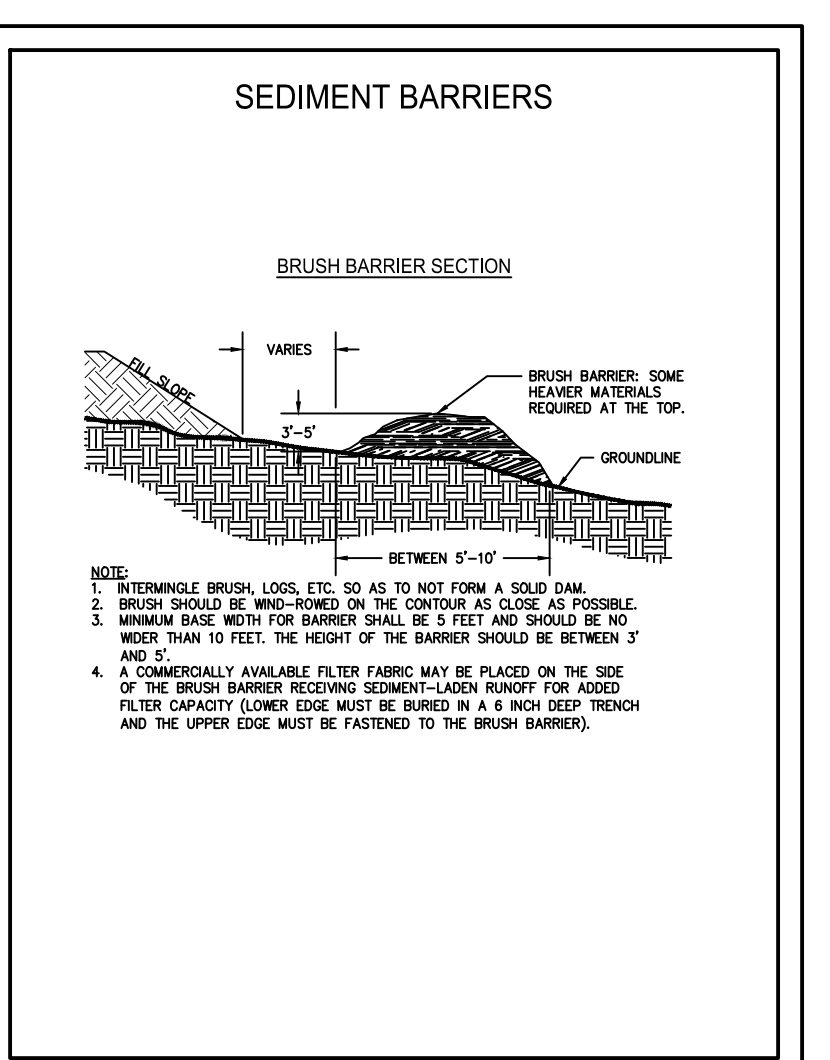 SEDIMENT BARRIERS
BRUSH BARRIER SECTION
VARIES
FILL SLOPE
3'-5'
BRUSH BARRIER: SOME
HEAVIER MATERIALS
REQUIRED AT THE TOP.
GROUNDLINE
BETWEEN 5'-10'
NOTE:
1. INTERMINGLE BRUSH, LOGS, ETC. SO AS TO NOT FORM A SOLID DAM.
2. BRUSH SHOULD BE WIND-ROWED ON THE CONTOUR AS CLOSE AS POSSIBLE.
3. MINIMUM BASE WIDTH FOR BARRIER SHALL BE 5 FEET AND SHOULD BE NO
WIDER THAN 10 FEET. THE HEIGHT OF THE BARRIER SHOULD BE BETWEEN 3'
AND 5'.
4. A COMMERCIALLY AVAILABLE FILTER FABRIC MAY BE PLACED ON THE SIDE
OF THE BRUSH BARRIER RECEIVING SEDIMENT-LADEN RUNOFF FOR ADDED
FILTER CAPACITY (LOWER EDGE MUST BE BURIED IN A 6 INCH DEEP TRENCH
AND THE UPPER EDGE MUST BE FASTENED TO THE BRUSH BARRIER).